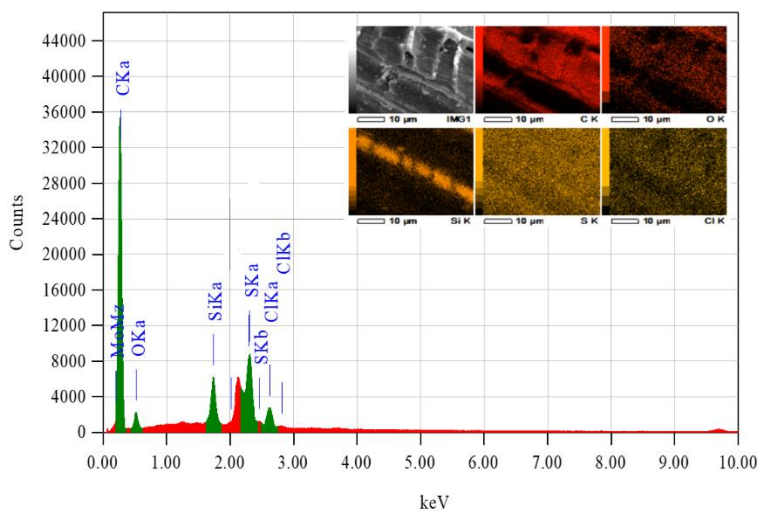 44000
40000
36000
32000
28000
24000
20000
16000
12000
8000
4000
0
Counts
CKa
MoMz
OKa
SiKa
SKa
SKb
ClKa
ClKb
10 µm IMG1
10 µm C K
10 µm O K
10 µm Si K
10 µm S K
10 µm Cl K
0.00 1.00 2.00 3.00 4.00 5.00 6.00 7.00 8.00 9.00 10.00
keV